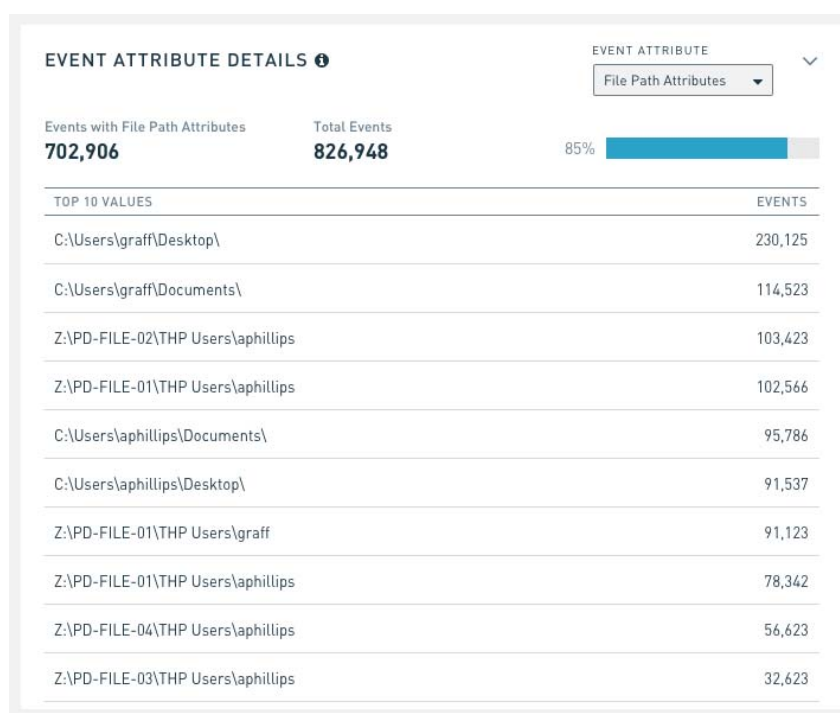 EVENT ATTRIBUTE DETAILS
EVENT ATTRIBUTE
File Path Attributes
Events with File Path Attributes
702,906
Total Events
826,948
85%
TOP 10 VALUES EVENTS
C:\Users\graff\Desktop\ 230,125
C:\Users\graff\Documents\ 114,523
Z:\PD-FILE-02\THP Users\aphillips 103,423
Z:\PD-FILE-01\THP Users\aphillips 102,566
C:\Users\aphillips\Documents\ 95,786
C:\Users\aphillips\Desktop\ 91,537
Z:\PD-FILE-01\THP Users\graff 91,123
Z:\PD-FILE-01\THP Users\aphillips 78,342
Z:\PD-FILE-04\THP Users\aphillips 56,623
Z:\PD-FILE-03\THP Users\aphillips 32,623